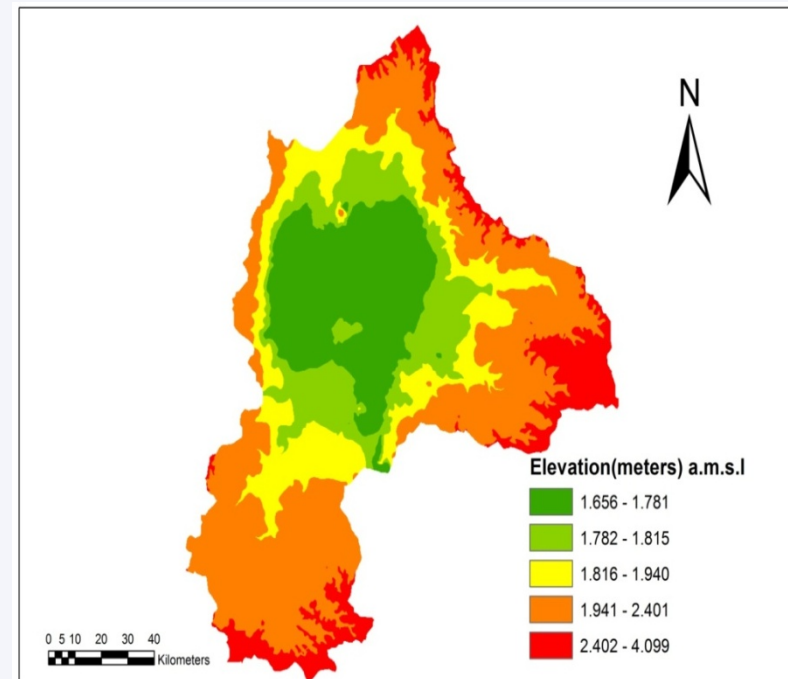 N
Elevation(meters) a.m.s.l
1.656 - 1.781
1.782 - 1.815
1.816 - 1.940
1.941 - 2.401
2.402 - 4.099
0 5 10 20 30 40
Kilometers